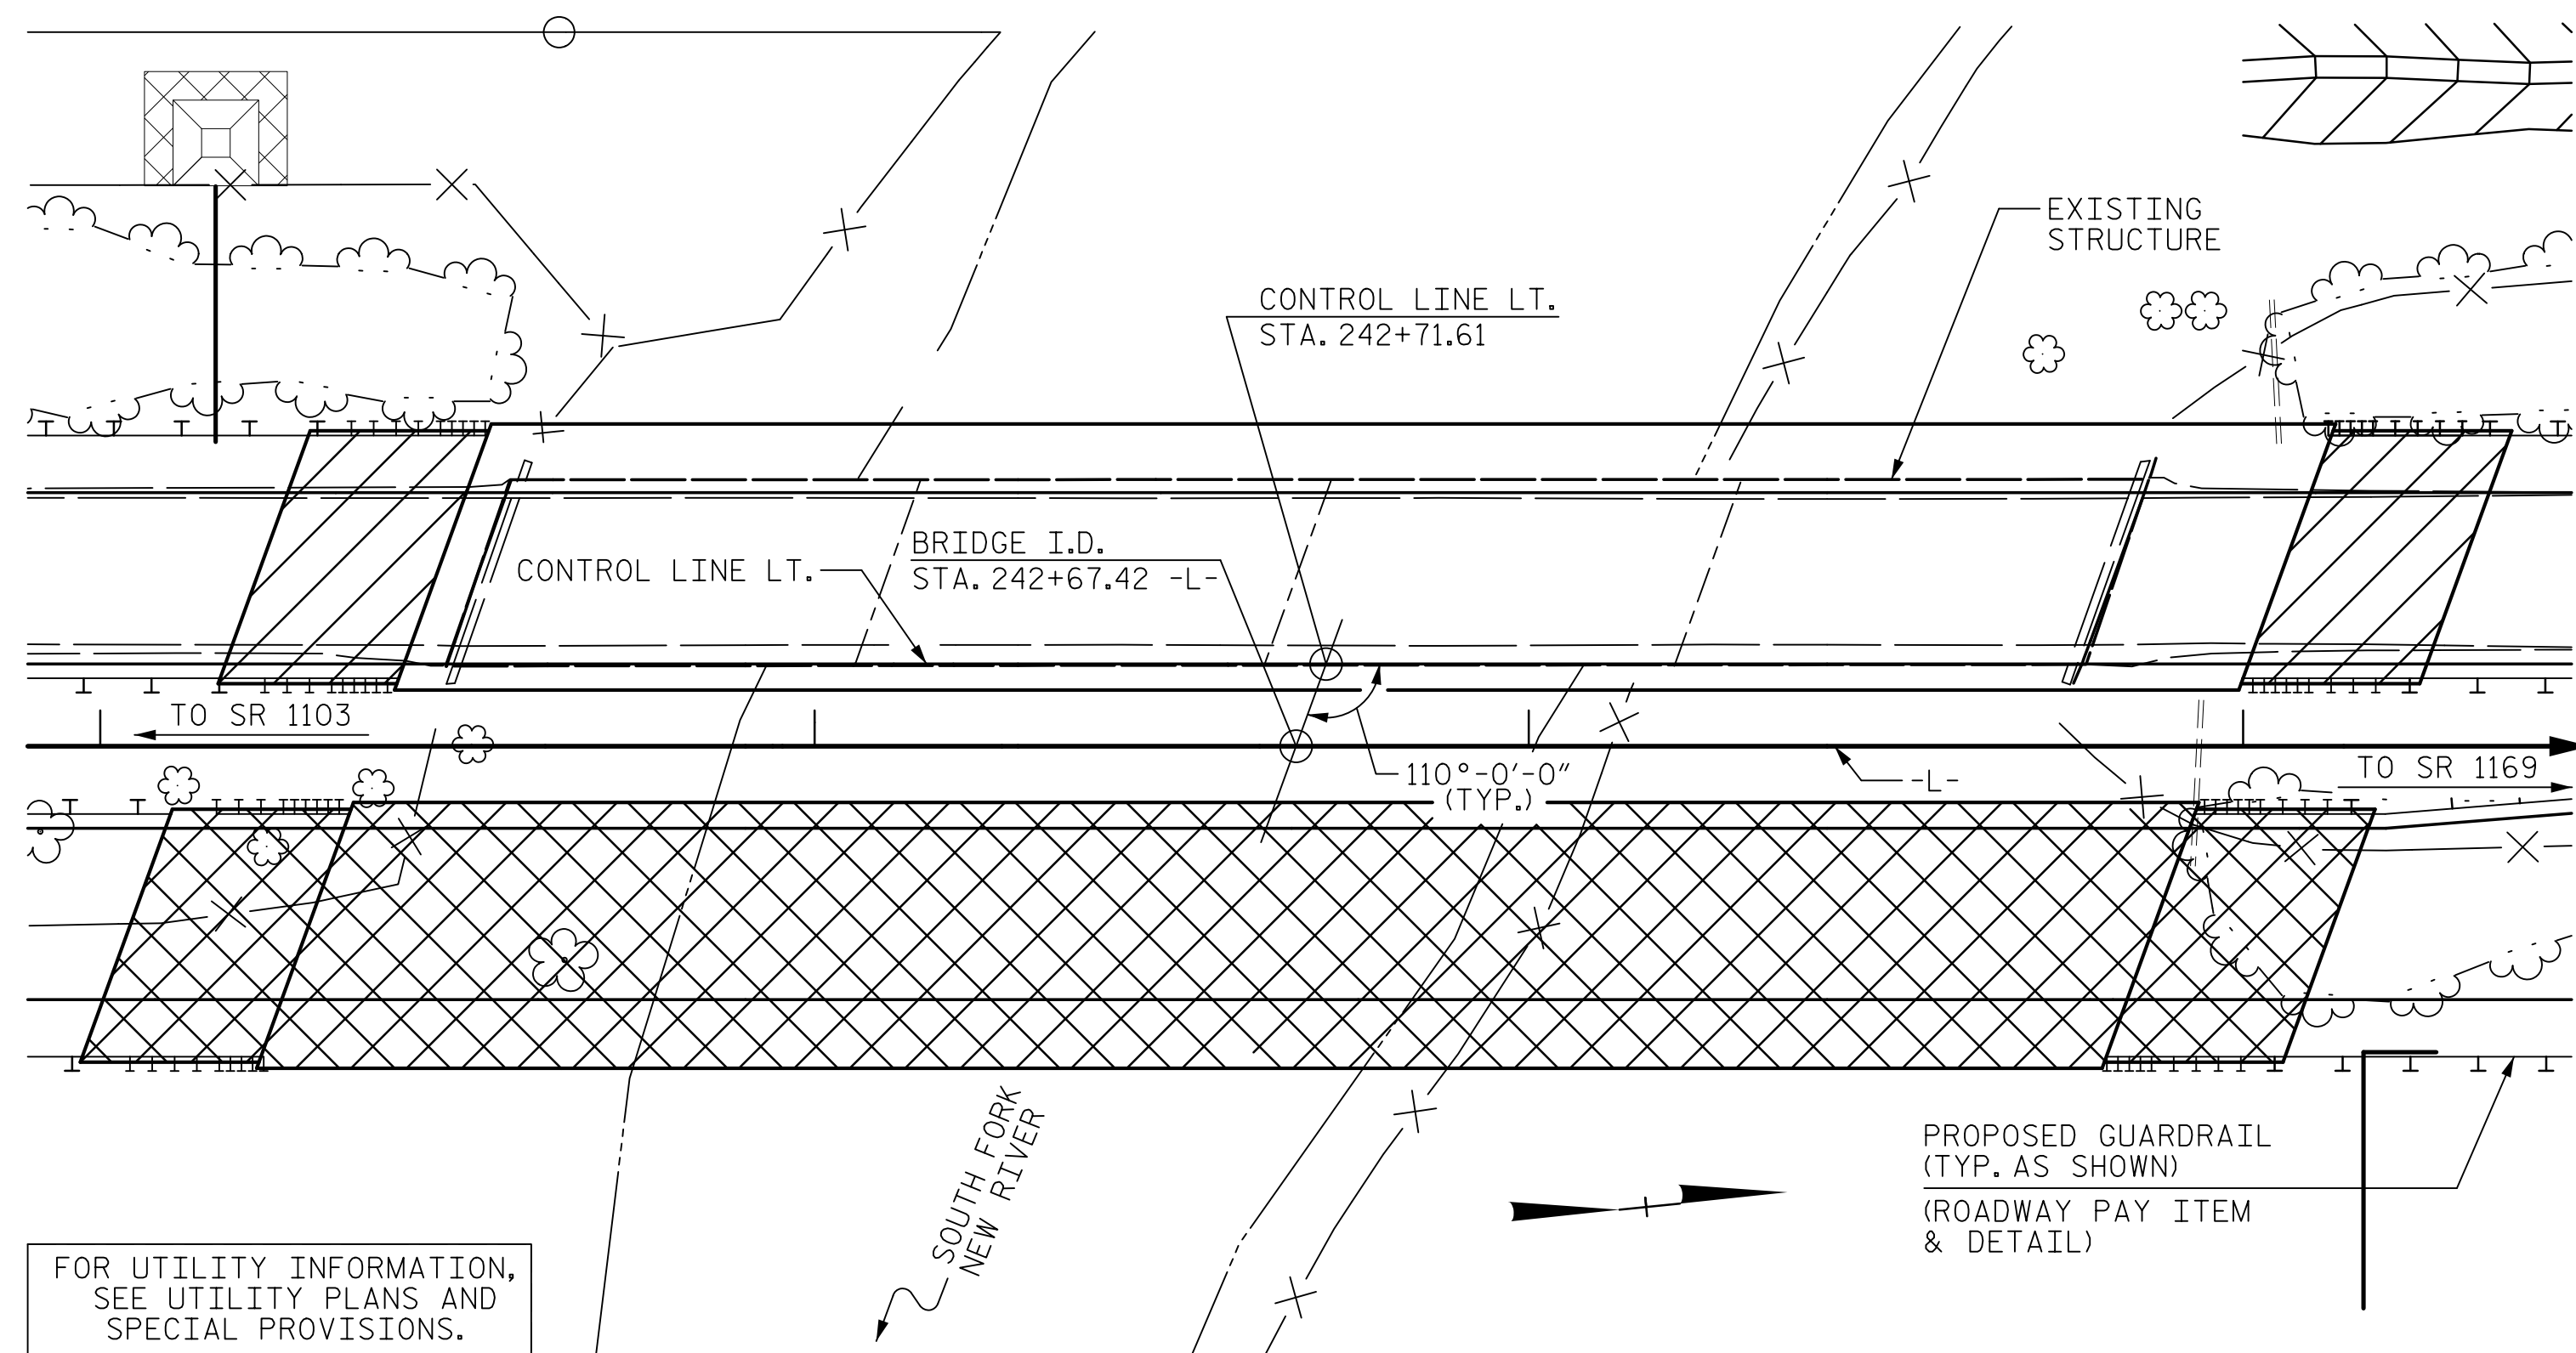 EXISTING
STRUCTURE
CONTROL LINE LT.
STA. 242+71.61
BRIDGE I.D.
STA. 242+67.42 -L-
CONTROL LINE LT.
TO SR 1103
110°-0'-0"
(TYP.)
-L-
TO SR 1169
SOUTH FORK
NEW RIVER
PROPOSED GUARDRAIL
(TYP. AS SHOWN)
(ROADWAY PAY ITEM
& DETAIL)
FOR UTILITY INFORMATION,
SEE UTILITY PLANS AND
SPECIAL PROVISIONS.